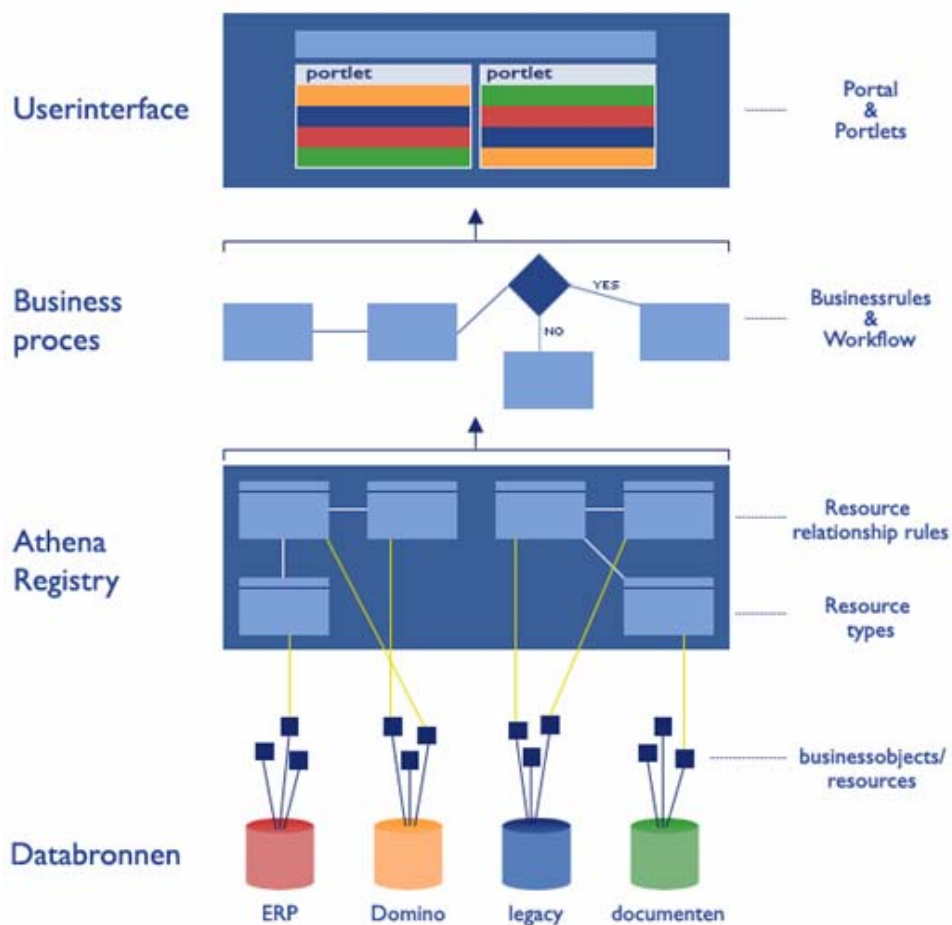 portlet
portlet
Userinterface
Portal
&
Portlets
Business
proces
YES
NO
Businessrules
&
Workflow
Athena
Registry
Resource
relationship rules
Resource
types
businessobjects/
resources
Databronnen
ERP
Domino
legacy
documenten